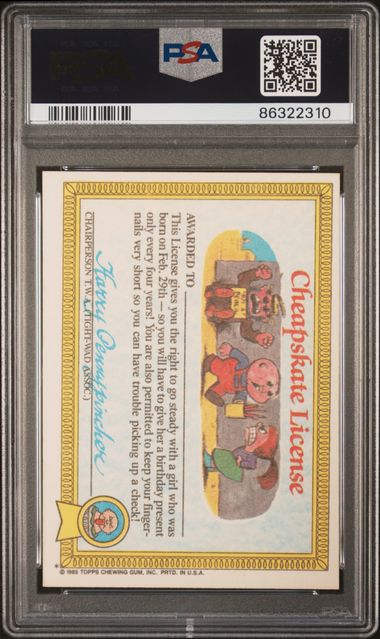 PSA
86322310
Cheapskate License
AWARDED TO
This License gives you the right to go steady with a girl who was
born on Feb. 29th — so you will have to give her a birthday present
only every four years! You are also permitted to keep your finger-
nails very short so you can have trouble picking up a check!
Harry Pennypincher
CHAIRPERSON T.W.A. (TIGHT-WAD ASSOC.)
* © 1985 TOPPS CHEWING GUM, INC. PRTD. IN U.S.A.
PSA